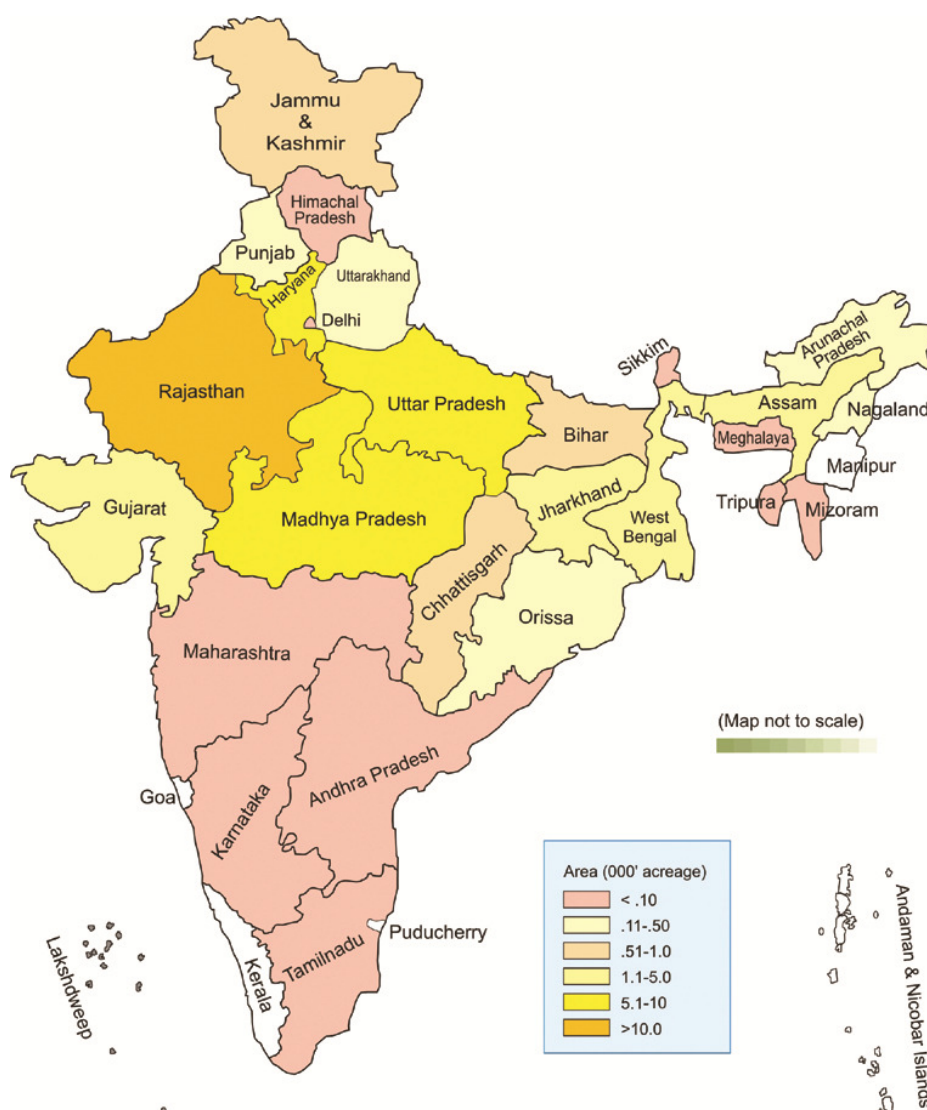 Jammu
&
Kashmir
Himachal
Pradesh
Punjab
Haryana
Uttarakhand
Delhi
Rajasthan
Uttar Pradesh
Sikkim
Arunachal
Pradesh
Assam
Nagaland
Bihar
Meghalaya
Manipur
Gujarat
Madhya Pradesh
Jharkhand
West
Bengal
Tripura
Mizoram
Chhattisgarh
Orissa
Maharashtra
(Map not to scale)
Andhra Pradesh
Goa
Karnataka
Area (000' acreage)
< .10
.11-.50
.51-1.0
1.1-5.0
5.1-10
>10.0
Puducherry
Tamilnadu
Kerala
Lakshdweep
Andaman & Nicobar Islands